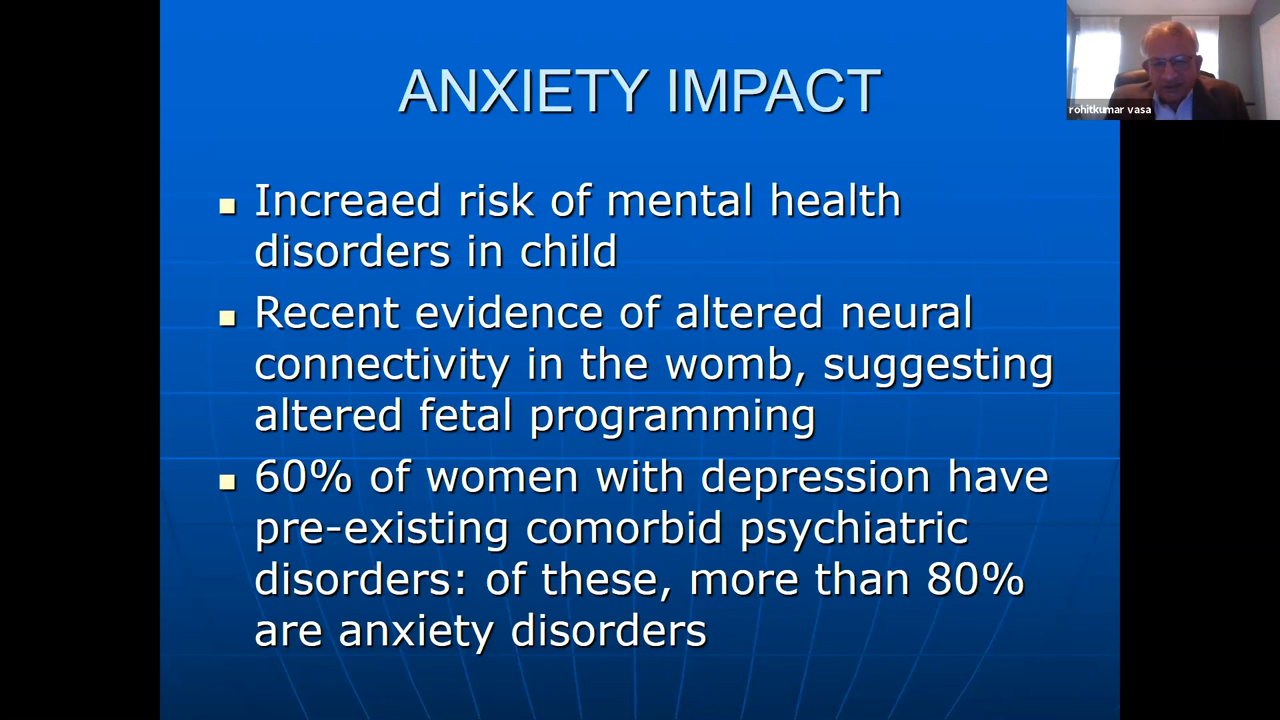 ANXIETY IMPACT
rohitkumar vasa
Increaed risk of mental health
disorders in child
Recent evidence of altered neural
connectivity in the womb, suggesting
altered fetal programming
60% of women with depression have
pre-existing comorbid psychiatric
disorders: of these, more than 80%
are anxiety disorders